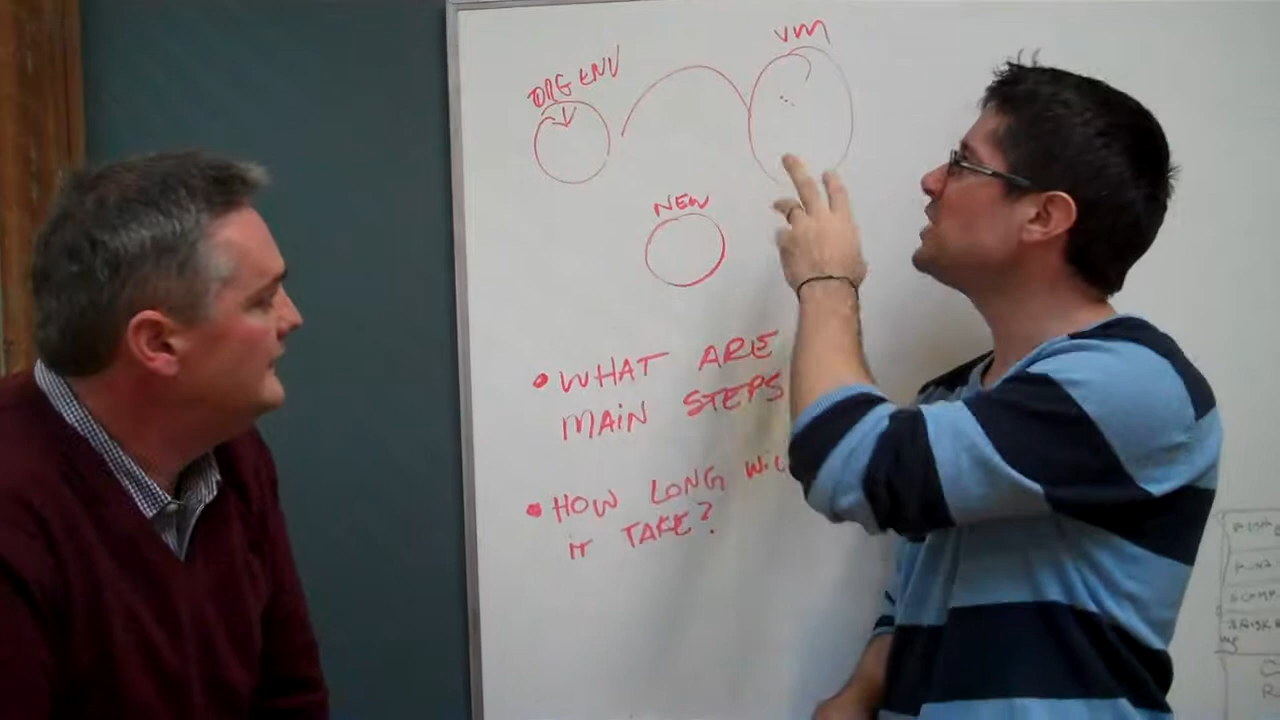 VM
ORG ENV
NEW
• WHAT ARE
MAiN STEPS
• HOW LONG
iT TAKE?